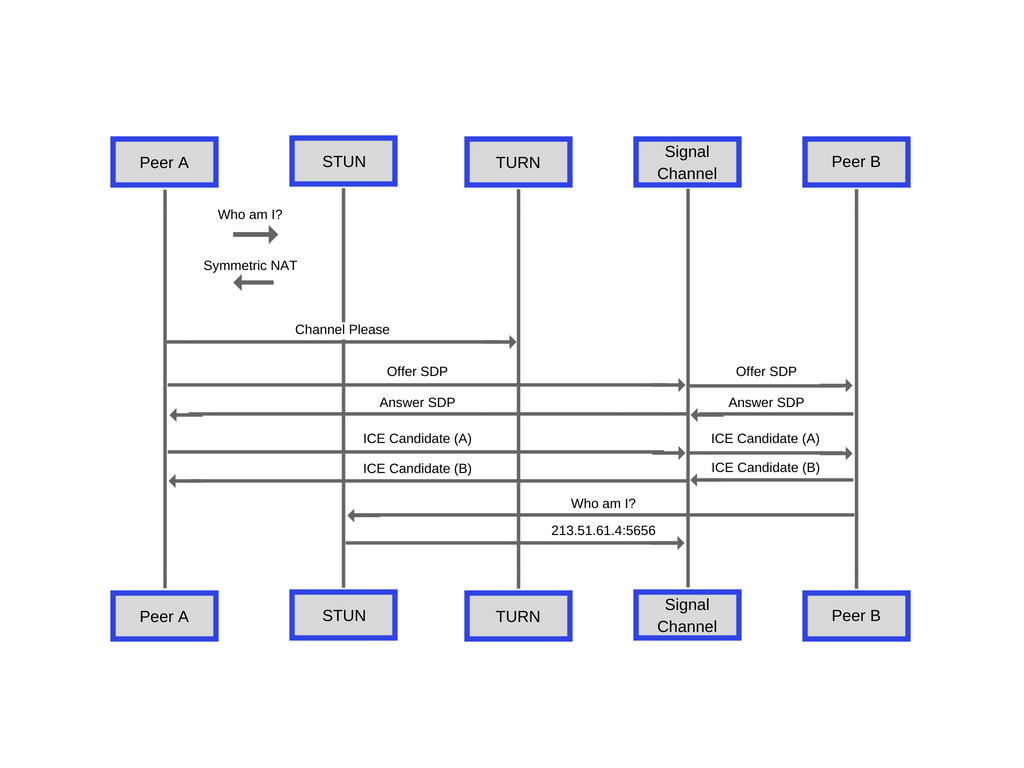 Peer A
STUN
TURN
Signal
Channel
Peer B
Who am I?
Symmetric NAT
Channel Please
Offer SDP
Offer SDP
Answer SDP
Answer SDP
ICE Candidate (A)
ICE Candidate (A)
ICE Candidate (B)
ICE Candidate (B)
Who am I?
213.51.61.4:5656
Peer A
STUN
TURN
Signal
Channel
Peer B